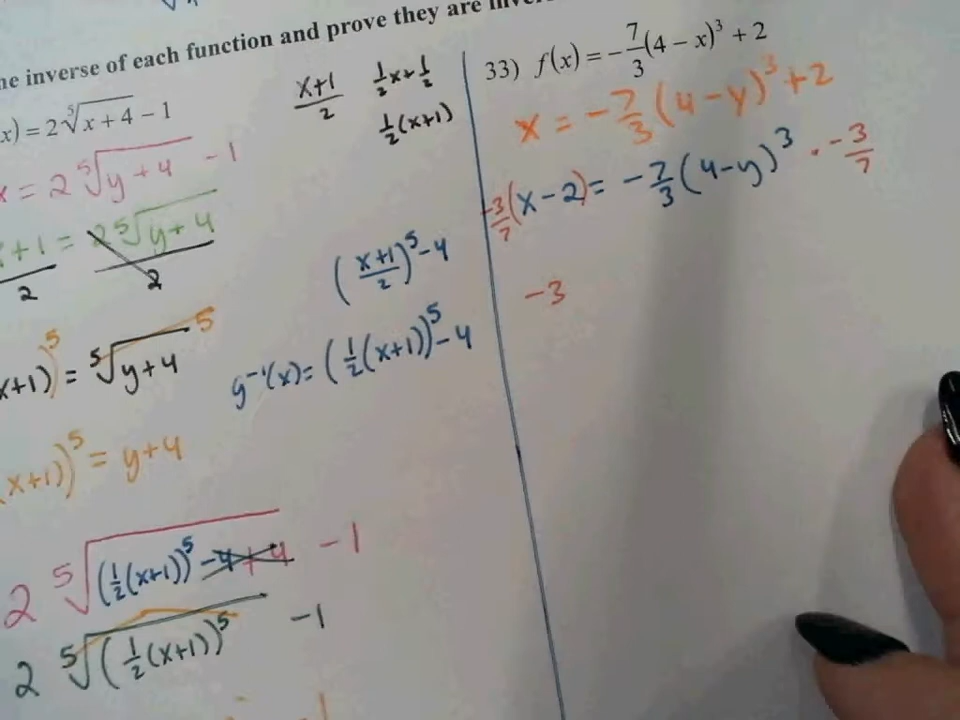 he inverse of each function and prove they are inver
x) = 2⁵√(x + 4) − 1
x = 2⁵√(y+4) − 1
x+1 = 2⁵√(y+4)
2 2
x+1)⁵ = ⁵√(y+4)⁵
x+1))⁵ = y+4
2 ⁵√((½(x+1))⁵ − 4 + 4) − 1
2 ⁵√((½(x+1))⁵) − 1
(x+1)/2 ½x+½
½(x+1)
((x+1)/2)⁵ − 4
g⁻¹(x) = (½(x+1))⁵ − 4
33) f(x) = −7/3(4 − x)³ + 2
x = −7/3(4−y)³ + 2
−3/7(x−2) = −7/3(4−y)³ · −3/7
−3